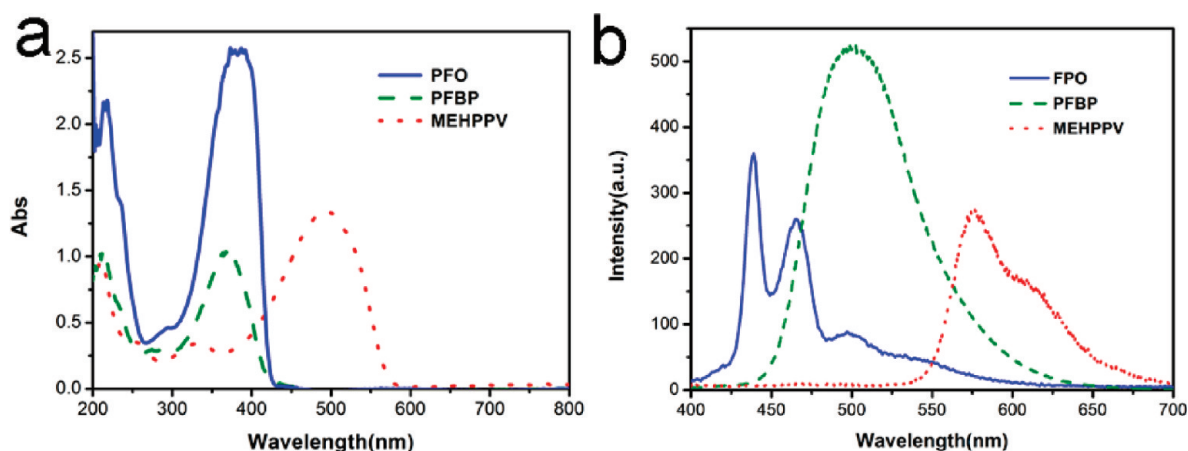 a
2.5
2.0
1.5
1.0
0.5
0.0
Abs
PFO
PFBP
MEHPPV
200 300 400 500 600 700 800
Wavelength(nm)
b
500
400
300
200
100
0
Intensity(a.u.)
FPO
PFBP
MEHPPV
400 450 500 550 600 650 700
Wavelength(nm)